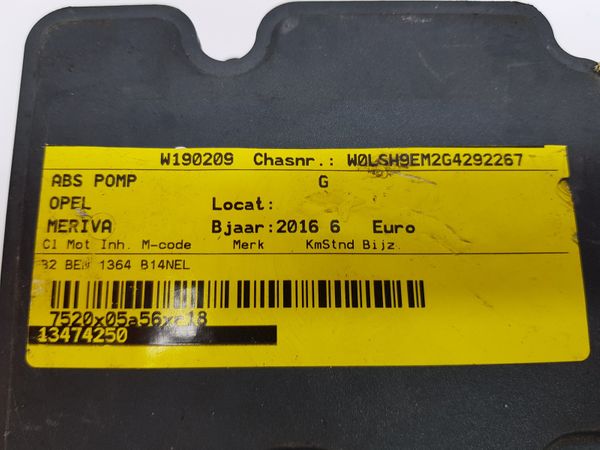 W190209 Chasnr.: W0LSH9EM2G4292267
ABS POMP G
OPEL Locat:
MERIVA Bjaar:2016 6 Euro
Cl Mot Inh. M-code Merk KmStnd Bijz
32 BEN 1364 B14NEL
7520x05a56xa18
13474250